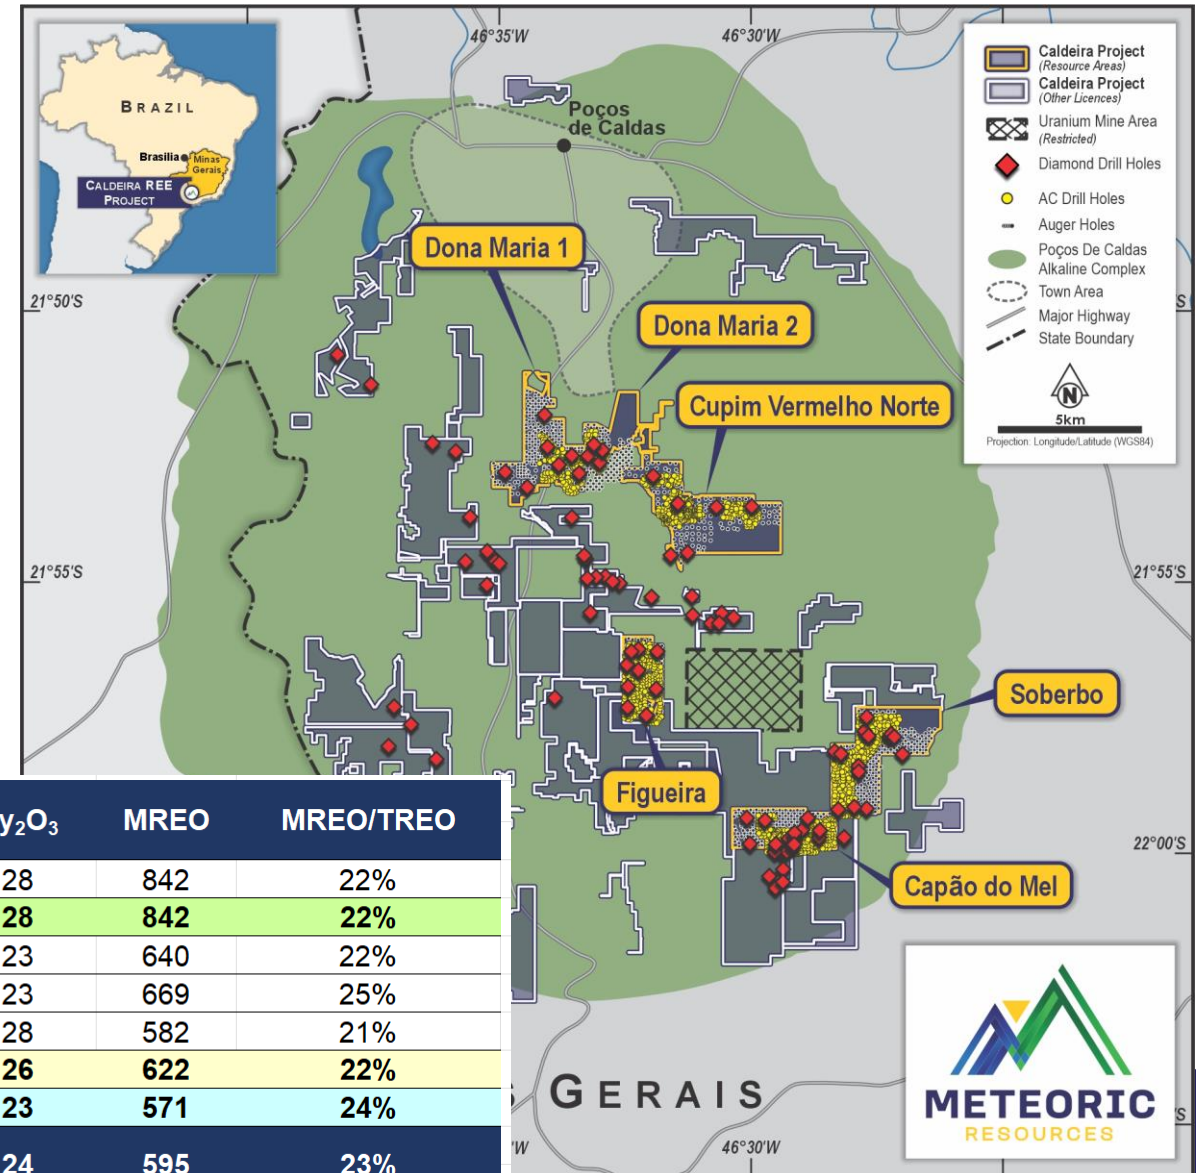 46°35'W
46°30'W
BRAZIL
Brasilia
Minas
Gerais
CALDEIRA REE
PROJECT
Poços
de Caldas
Caldeira Project
(Resource Areas)
Caldeira Project
(Other Licences)
Uranium Mine Area
(Restricted)
Diamond Drill Holes
AC Drill Holes
Auger Holes
Poços De Caldas
Alkaline Complex
Town Area
Major Highway
State Boundary
N
5km
Projection: Longitude/Latitude (WGS84)
Dona Maria 1
21°50'S
S
Dona Maria 2
Cupim Vermelho Norte
21°55'S
21°55'S
Soberbo
Figueira
22°00'S
Capão do Mel
y₂O₃ MREO MREO/TREO
28 842 22%
28 842 22%
23 640 22%
23 669 25%
28 582 21%
26 622 22%
23 571 24%
24 595 23%
S GERAIS
'S
'W
46°30'W
METEORIC
RESOURCES